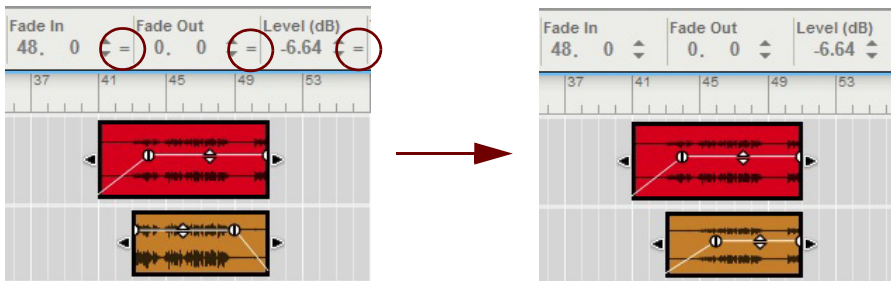 Fade In Fade Out Level (dB)
48. 0 = 0. 0 = -6.64 =
37 41 45 49 53
Fade In Fade Out Level (dB)
48. 0 0. 0 -6.64
37 41 45 49 53